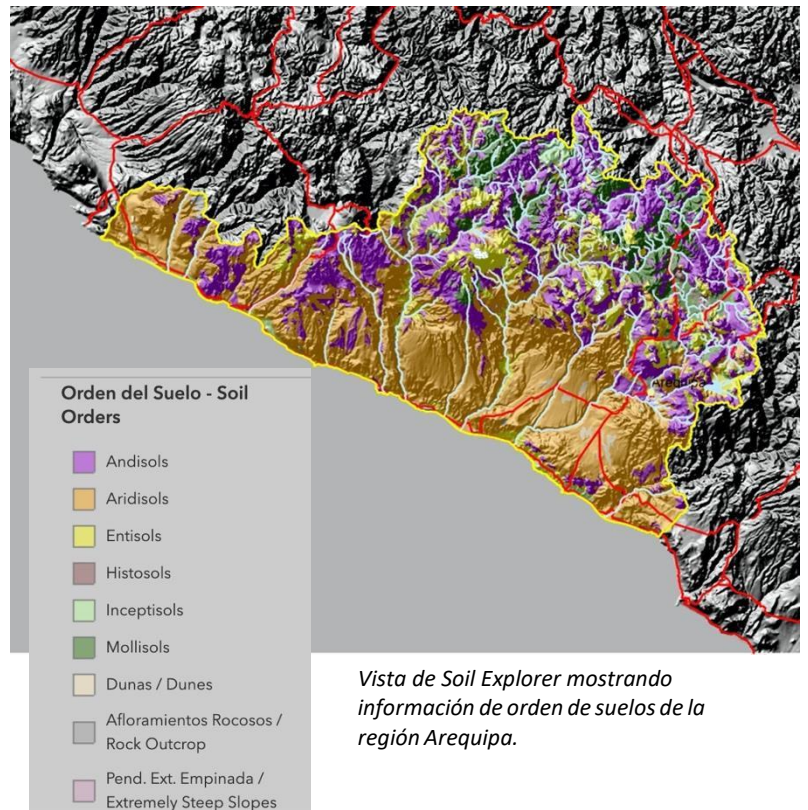 Arequipa
Orden del Suelo - Soil
Orders
Andisols
Aridisols
Entisols
Histosols
Inceptisols
Mollisols
Dunas / Dunes
Afloramientos Rocosos /
Rock Outcrop
Pend. Ext. Empinada /
Extremely Steep Slopes
Vista de Soil Explorer mostrando
información de orden de suelos de la
región Arequipa.